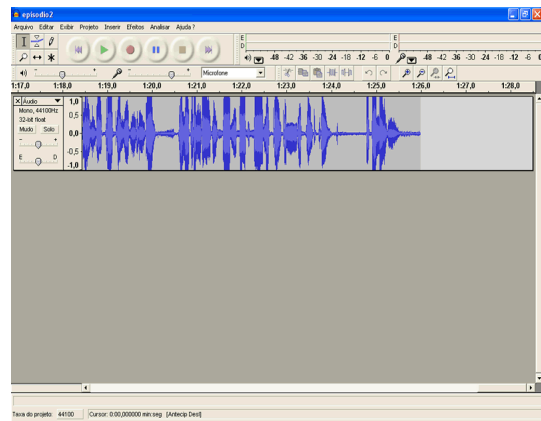 episodio2
Arquivo Editar Exibir Projeto Inserir Efeitos Analisar Ajuda ?
E
D
-48 -42 -36 -30 -24 -18 -12 -6 0
E
D
-48 -42 -36 -30 -24 -18 -12 -6 0
Microfone
1:17,0 1:18,0 1:19,0 1:20,0 1:21,0 1:22,0 1:23,0 1:24,0 1:25,0 1:26,0 1:27,0 1:28,0
X Áudio
Mono, 44100Hz
32-bit float
Mudo Solo
- +
E D
1,0
0,5
0,0
-0,5
-1,0
Taxa do projeto: 44100 Cursor: 0:00,000000 min:seg [Antecip Desl]